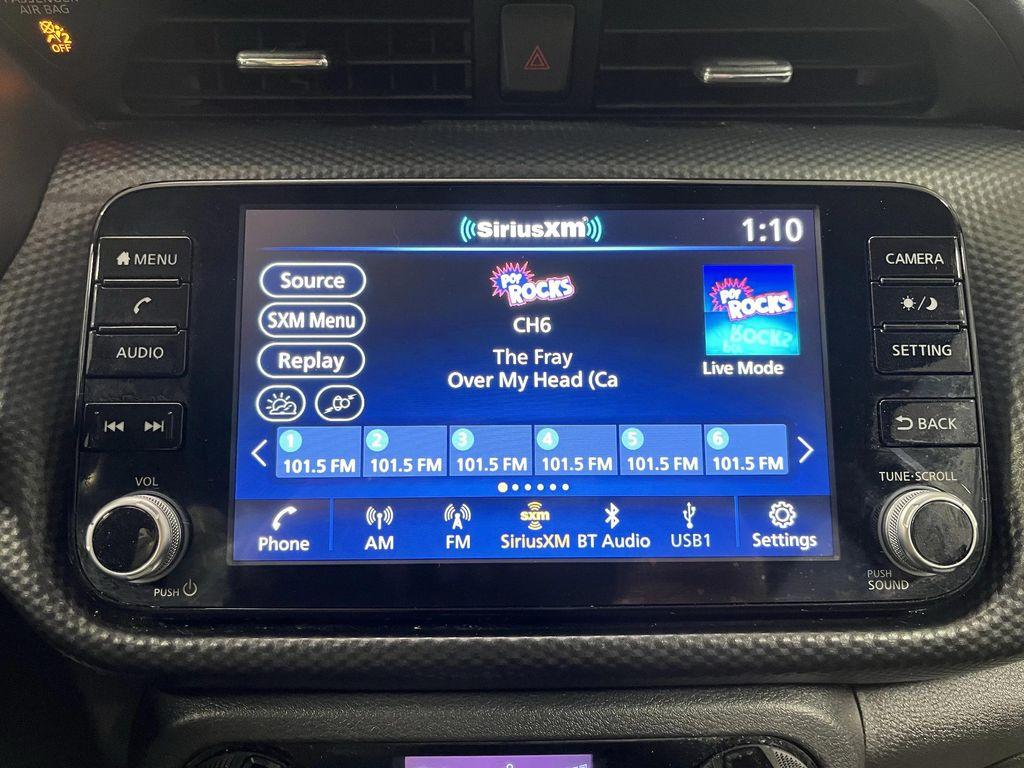 PASSENGER
AIR BAG
2
OFF
SiriusXM
1:10
MENU
AUDIO
VOL
PUSH
Source
SXM Menu
Replay
POP ROCKS
CH6
The Fray
Over My Head (Ca
POP ROCKS
Live Mode
1 2 3 4 5 6
101.5 FM 101.5 FM 101.5 FM 101.5 FM 101.5 FM 101.5 FM
sxm
Phone AM FM SiriusXM BT Audio USB1 Settings
CAMERA
SETTING
BACK
TUNE·SCROLL
PUSH
SOUND